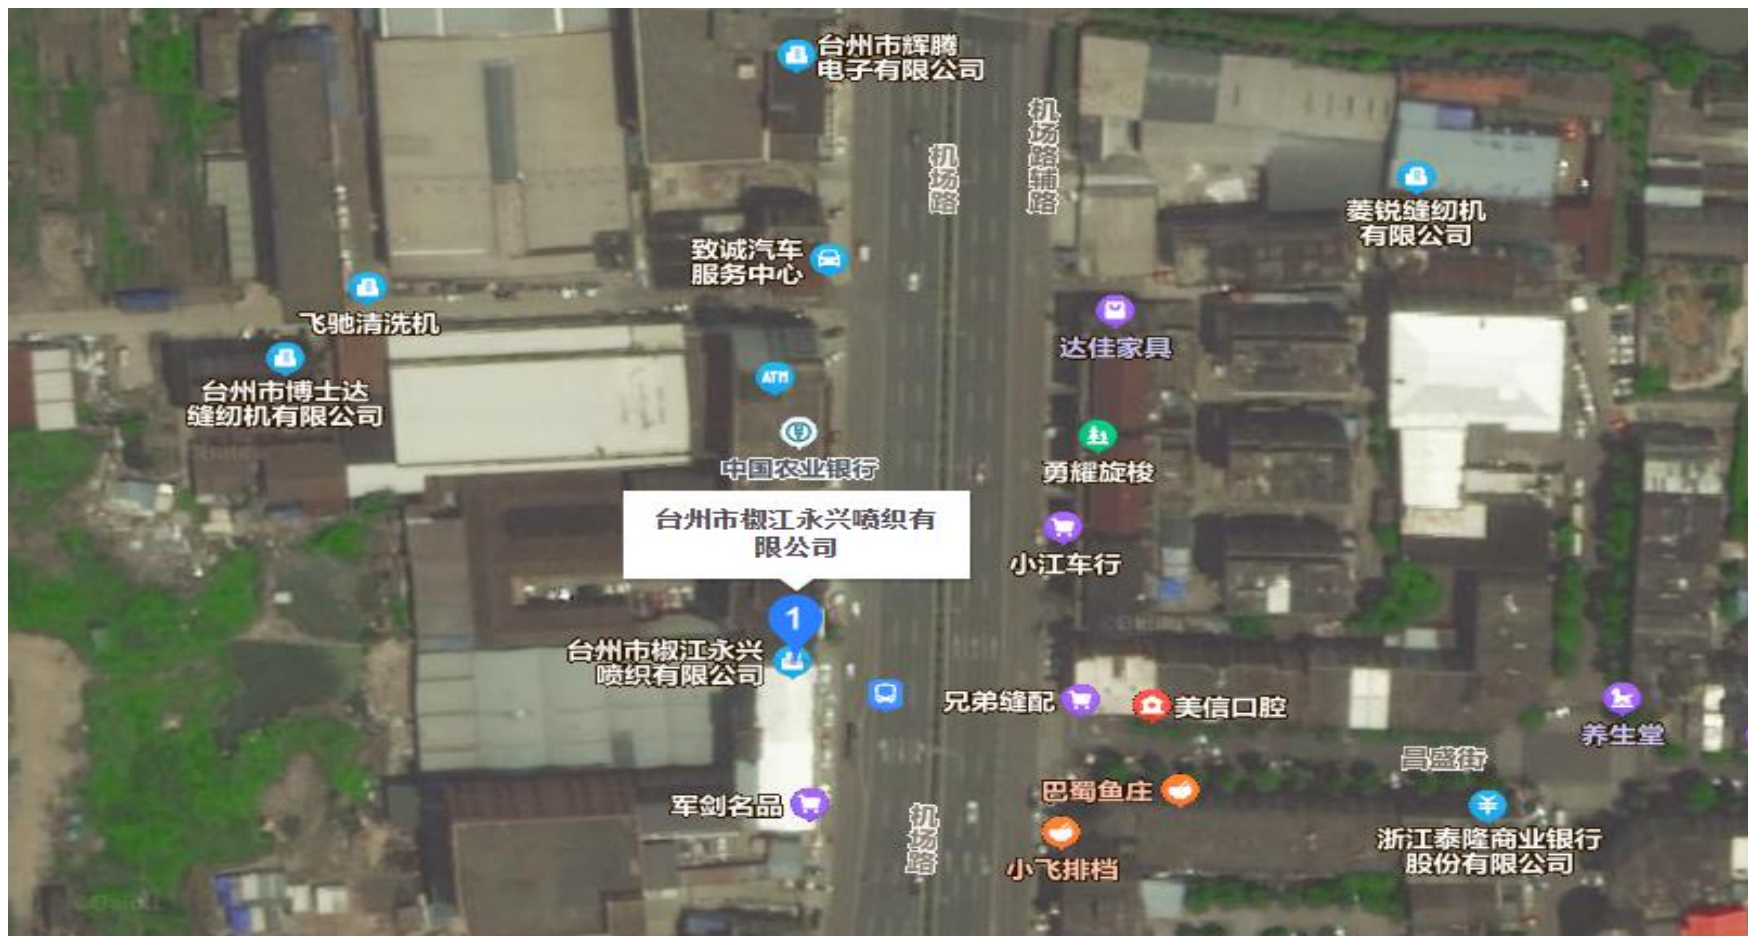 台州市辉腾
电子有限公司
机场路辅路
机场路
菱锐缝纫机
有限公司
致诚汽车
服务中心
飞驰清洗机
达佳家具
台州市博士达
缝纫机有限公司
ATM
中国农业银行
勇耀旋梭
台州市椒江永兴喷织有
限公司
小江车行
1
台州市椒江永兴
喷织有限公司
兄弟缝配
美信口腔
养生堂
昌盛街
军剑名品
巴蜀鱼庄
机场路
小飞排档
浙江泰隆商业银行
股份有限公司